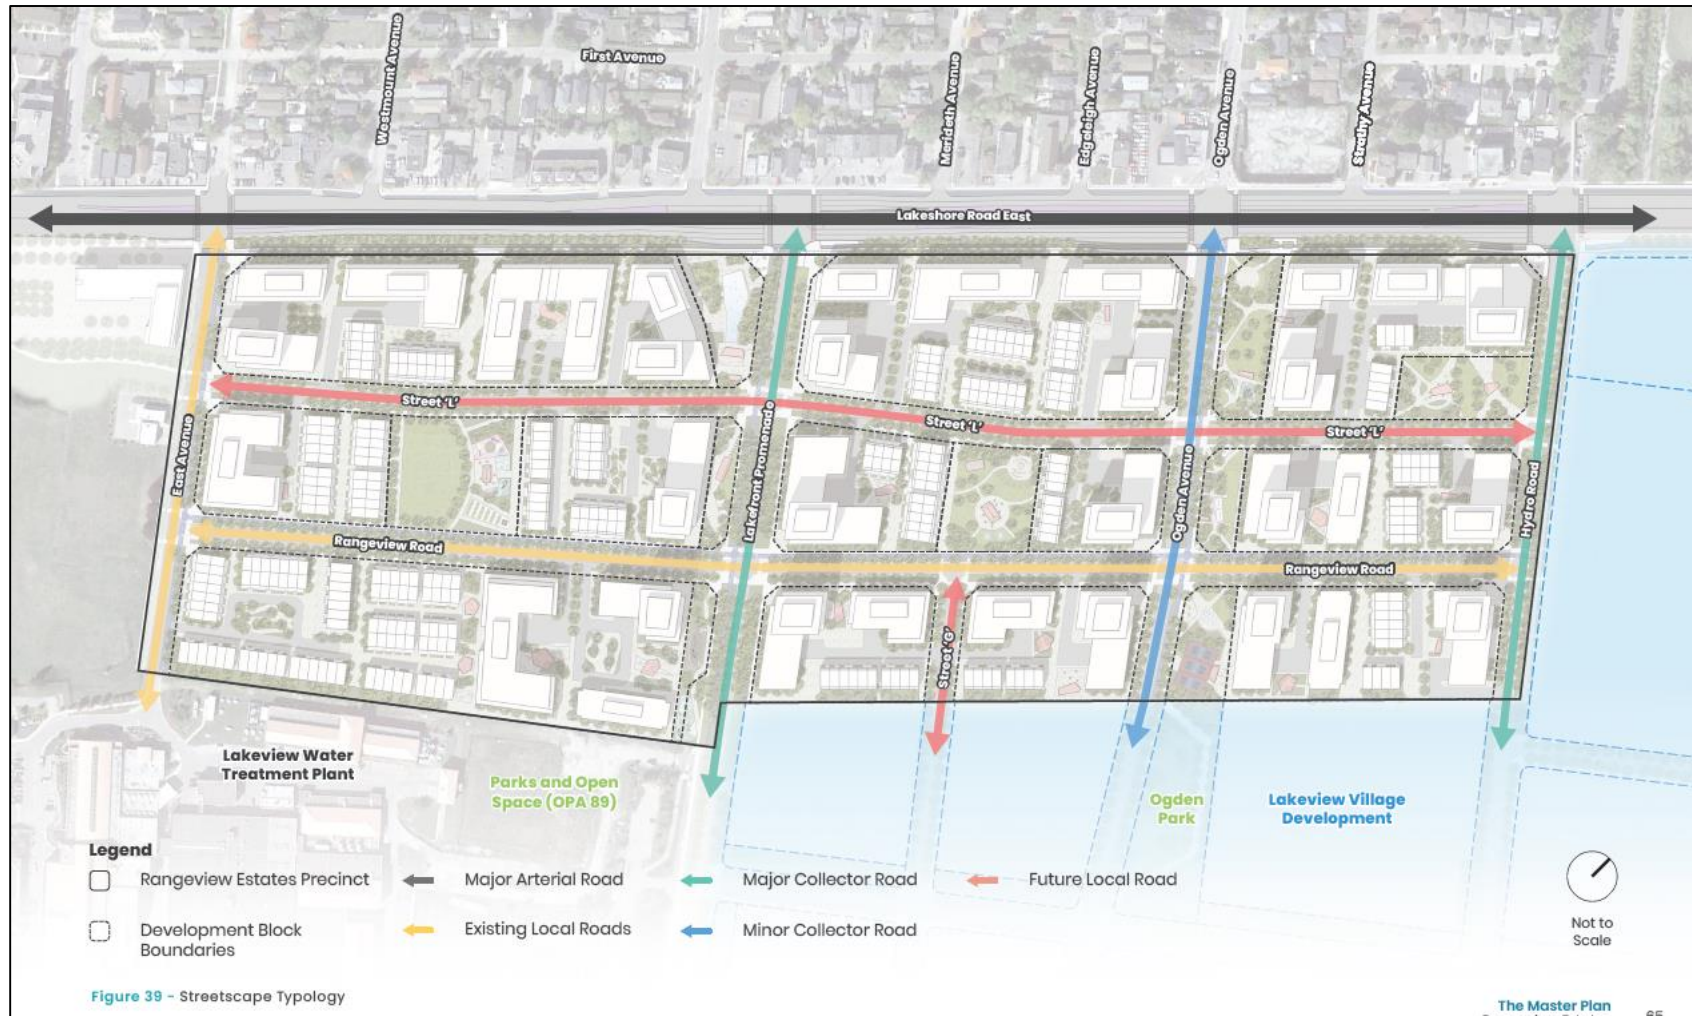 Westmount Avenue
First Avenue
Merideth Avenue
Edgeleigh Avenue
Ogden Avenue
Strathy Avenue
Lakeshore Road East
Street 'L'
Street 'L'
Street 'L'
East Avenue
Lakefront Promenade
Ogden Avenue
Hydro Road
Rangeview Road
Rangeview Road
Street 'G'
Lakeview Water
Treatment Plant
Parks and Open
Space (OPA 89)
Ogden
Park
Lakeview Village
Development
Legend
Rangeview Estates Precinct
Major Arterial Road
Major Collector Road
Future Local Road
Development Block
Boundaries
Existing Local Roads
Minor Collector Road
Not to
Scale
Figure 39 - Streetscape Typology
The Master Plan
65